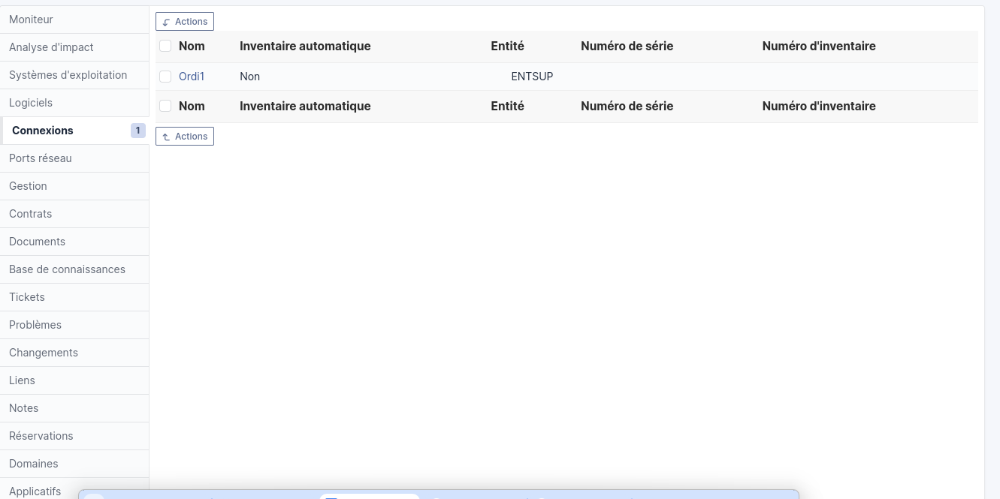 Moniteur
Analyse d'impact
Systèmes d'exploitation
Logiciels
Connexions 1
Ports réseau
Gestion
Contrats
Documents
Base de connaissances
Tickets
Problèmes
Changements
Liens
Notes
Réservations
Domaines
Applicatifs
Actions
Nom Inventaire automatique Entité Numéro de série Numéro d'inventaire
Ordi1 Non ENTSUP
Nom Inventaire automatique Entité Numéro de série Numéro d'inventaire
Actions